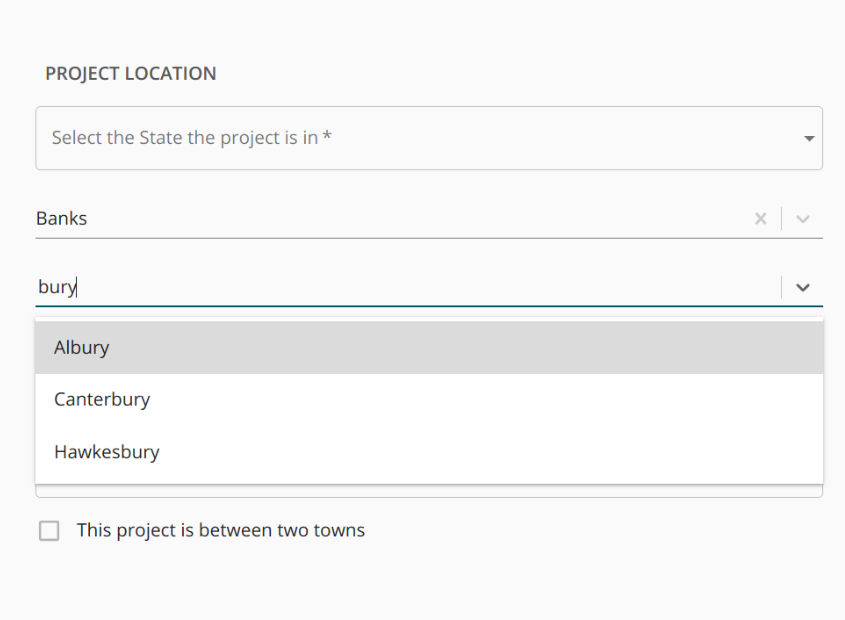 PROJECT LOCATION
Select the State the project is in *
Banks
bury
Albury
Canterbury
Hawkesbury
This project is between two towns